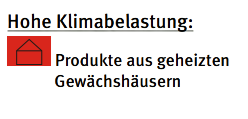 Hohe Klimabelastung:
Produkte aus geheizten
Gewächshäusern